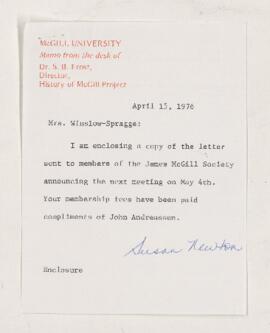 McGILL UNIVERSITY
Memo from the desk of
Dr. S. B. Frost,
Director,
History of McGill Project
April 15, 1976
Mrs. Winslow-Spragge:
I am enclosing a copy of the letter
sent to members of the James McGill Society
announcing the next meeting on May 4th.
Your membership fees have been paid
compliments of John Andreassen.
Susan Newton
Enclosure